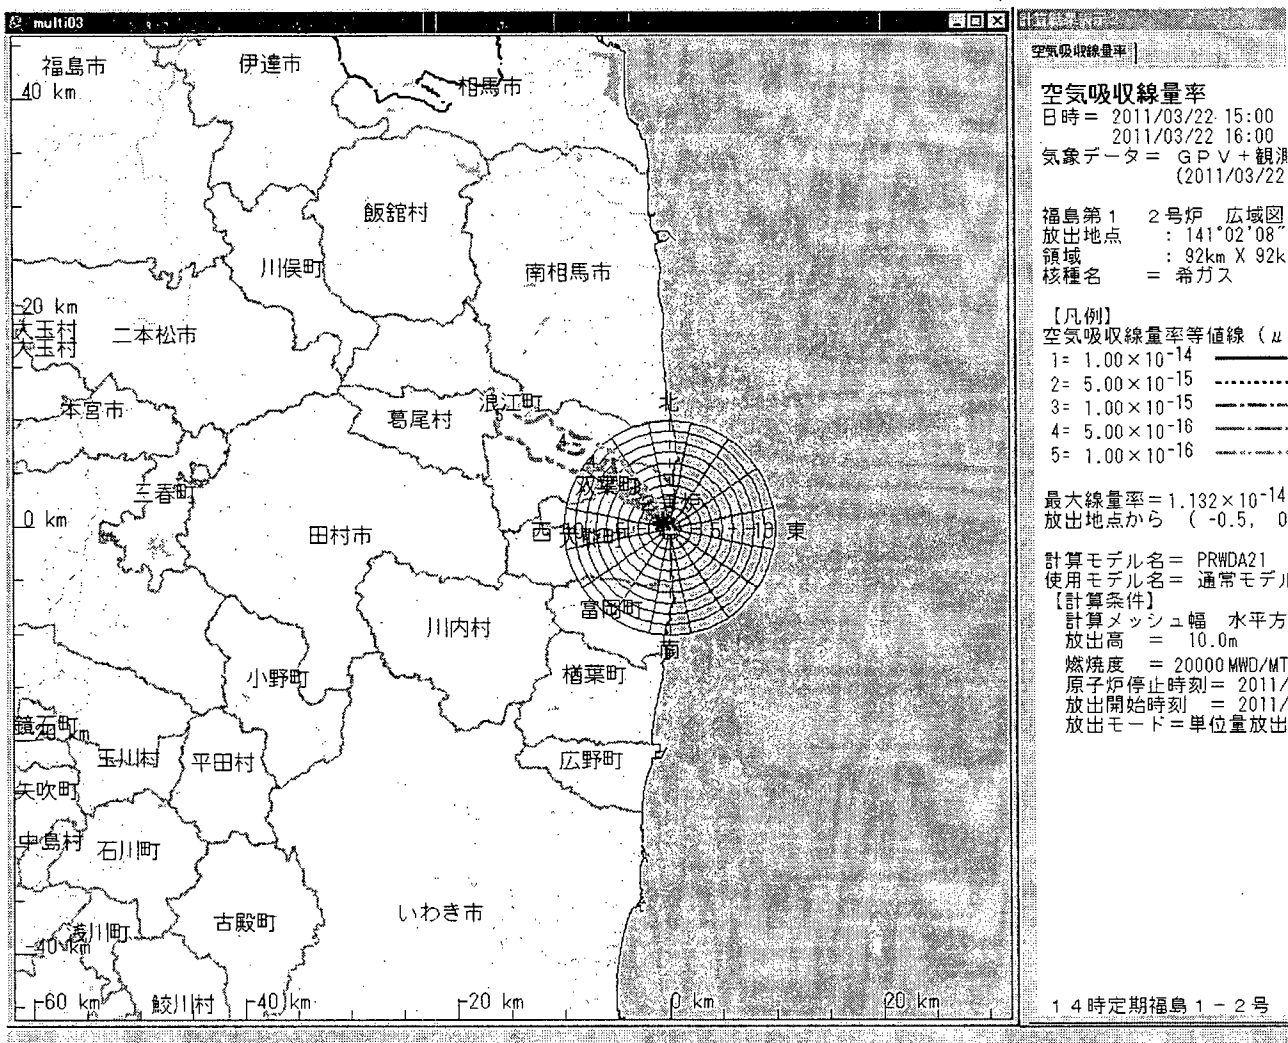 multi03
福島市
伊達市
相馬市
40 km
飯舘村
川俣町
南相馬市
20 km
大玉村
大玉村
二本松市
本宮市
浪江町
北
葛尾村
三春町
双葉町
0 km
田村市
西
東
富岡町
川内村
南
小野町
楢葉町
鏡石町
玉川村
平田村
広野町
矢吹町
中島村
石川町
いわき市
古殿町
浅川町
-40 km
-60 km
鮫川村
-40 km
-20 km
0 km
20 km
空気吸収線量率
空気吸収線量率
日時= 2011/03/22 15:00
2011/03/22 16:00
気象データ= GPV+観測
(2011/03/22
福島第1 2号炉 広域図
放出地点 : 141°02'08"
領域 : 92km X 92k
核種名 = 希ガス
【凡例】
空気吸収線量率等値線 (μ
1= 1.00×10-14
2= 5.00×10-15
3= 1.00×10-15
4= 5.00×10-16
5= 1.00×10-16
最大線量率=1.132×10-14
放出地点から ( -0.5, 0
計算モデル名= PRWDA21
使用モデル名= 通常モデル
【計算条件】
計算メッシュ幅 水平方
放出高 = 10.0m
燃焼度 = 20000MWD/MT
原子炉停止時刻= 2011/
放出開始時刻 = 2011/
放出モード=単位量放出
14時定期福島1-2号